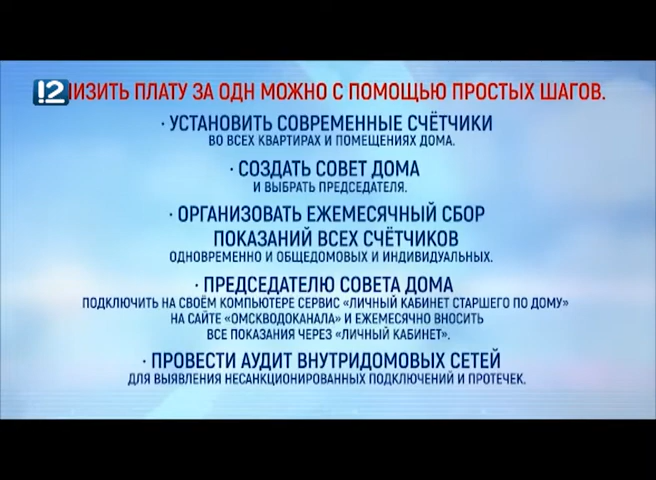 12 ИЗИТЬ ПЛАТУ ЗА ОДН МОЖНО С ПОМОЩЬЮ ПРОСТЫХ ШАГОВ.
· УСТАНОВИТЬ СОВРЕМЕННЫЕ СЧЁТЧИКИ
ВО ВСЕХ КВАРТИРАХ И ПОМЕЩЕНИЯХ ДОМА.
· СОЗДАТЬ СОВЕТ ДОМА
И ВЫБРАТЬ ПРЕДСЕДАТЕЛЯ.
· ОРГАНИЗОВАТЬ ЕЖЕМЕСЯЧНЫЙ СБОР
ПОКАЗАНИЙ ВСЕХ СЧЁТЧИКОВ
ОДНОВРЕМЕННО И ОБЩЕДОМОВЫХ И ИНДИВИДУАЛЬНЫХ.
· ПРЕДСЕДАТЕЛЮ СОВЕТА ДОМА
ПОДКЛЮЧИТЬ НА СВОЁМ КОМПЬЮТЕРЕ СЕРВИС «ЛИЧНЫЙ КАБИНЕТ СТАРШЕГО ПО ДОМУ»
НА САЙТЕ «ОМСКВОДОКАНАЛА» И ЕЖЕМЕСЯЧНО ВНОСИТЬ
ВСЕ ПОКАЗАНИЯ ЧЕРЕЗ «ЛИЧНЫЙ КАБИНЕТ».
· ПРОВЕСТИ АУДИТ ВНУТРИДОМОВЫХ СЕТЕЙ
ДЛЯ ВЫЯВЛЕНИЯ НЕСАНКЦИОНИРОВАННЫХ ПОДКЛЮЧЕНИЙ И ПРОТЕЧЕК.